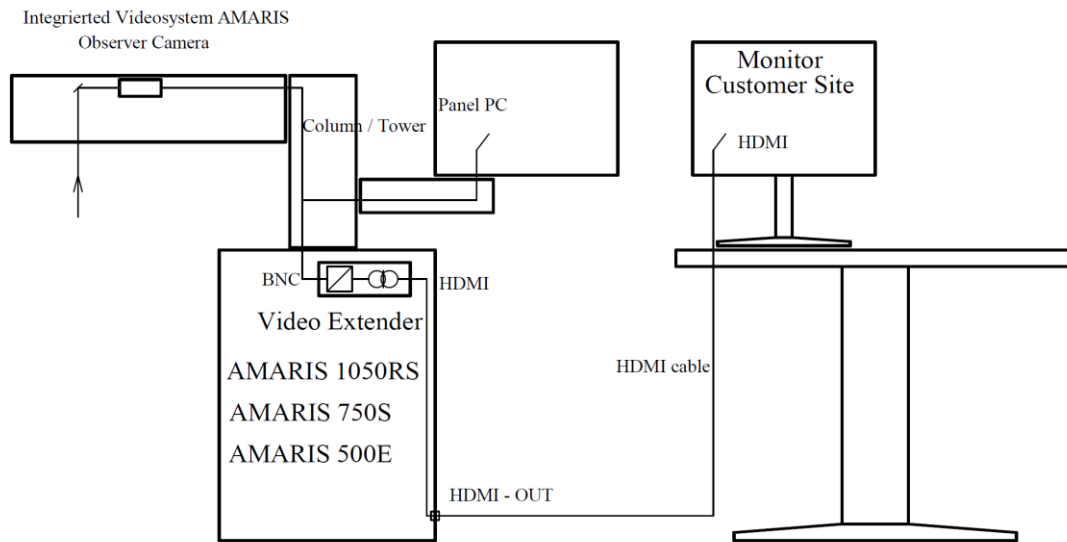 Integrierted Videosystem AMARIS
Observer Camera
Column / Tower
Panel PC
Monitor
Customer Site
HDMI
BNC
HDMI
Video Extender
AMARIS 1050RS
AMARIS 750S
AMARIS 500E
HDMI cable
HDMI - OUT